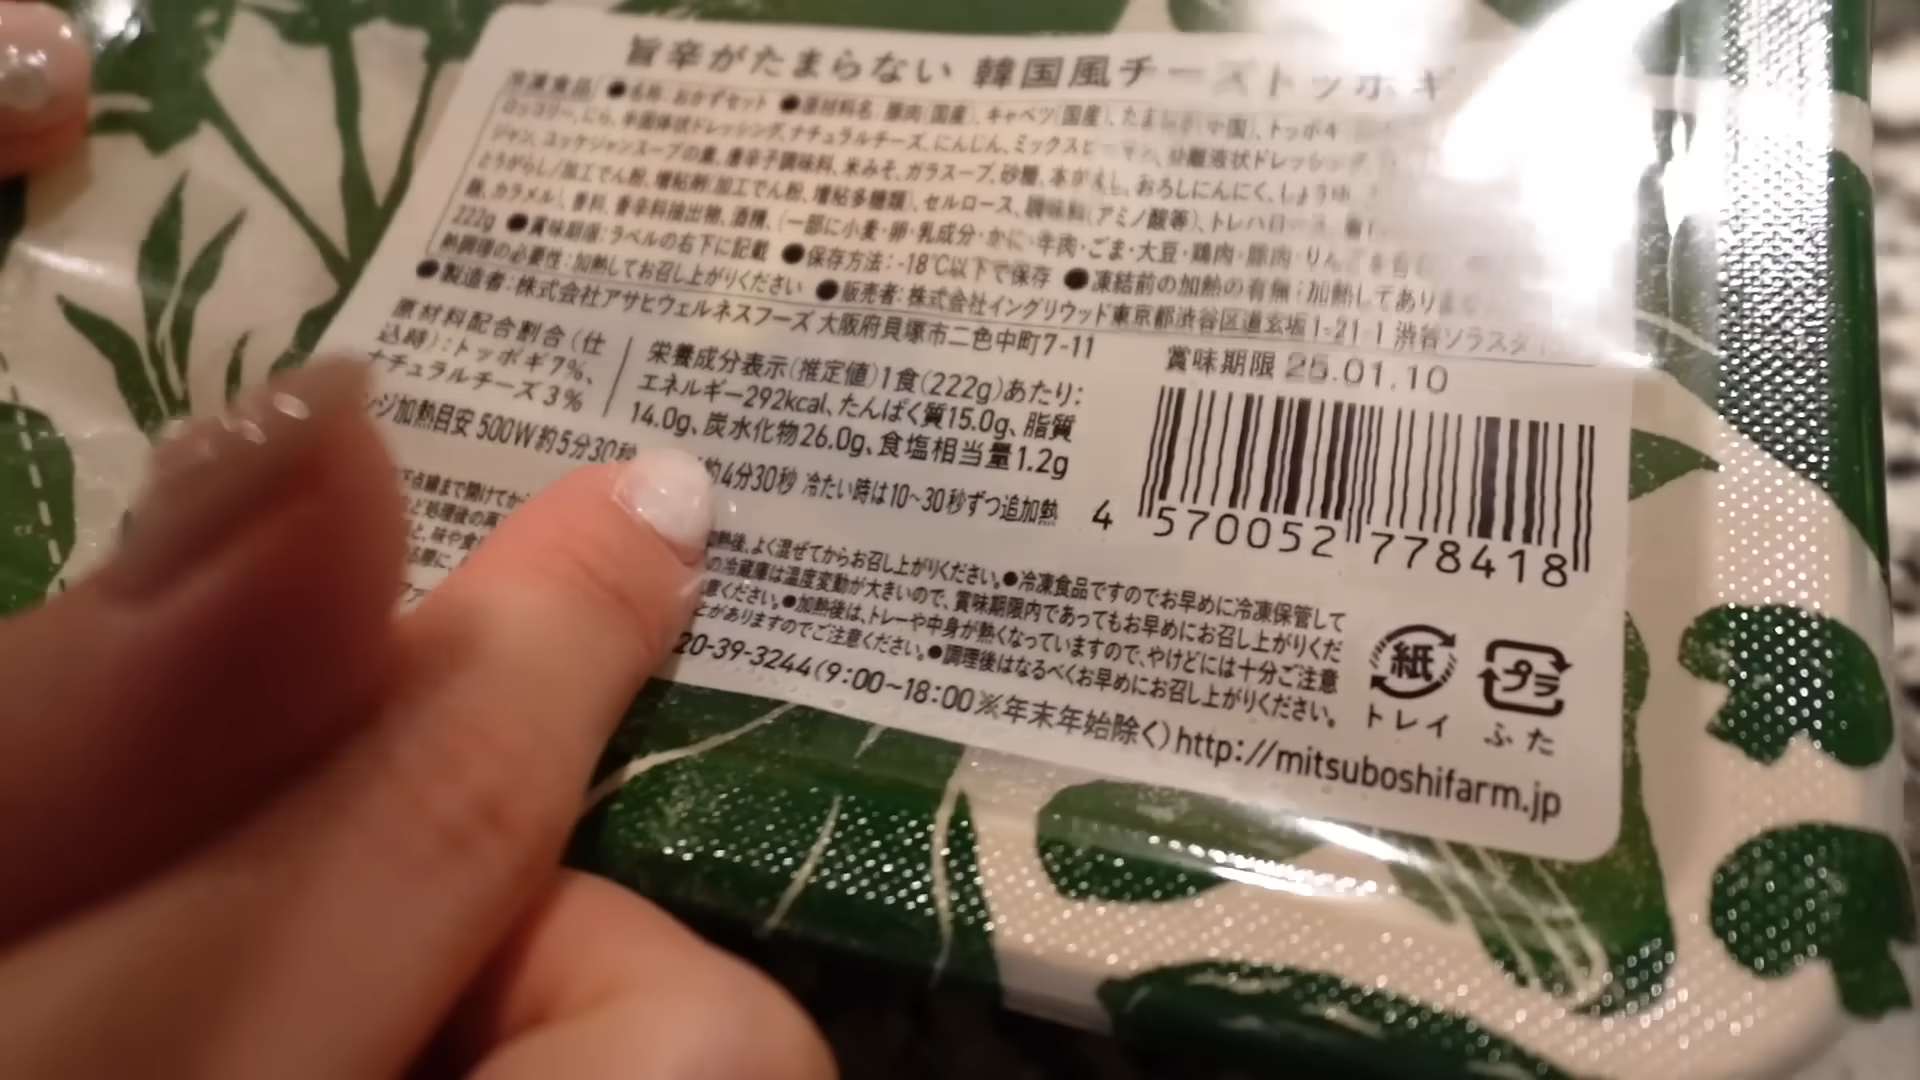 旨辛がたまらない 韓国風チーズトッポギ
冷凍食品 ●名称:おかずセット ●原材料名:豚肉(国産)、キャベツ(国産)、たまねぎ(中国)、トッポギ
ロッコリー、にら、半固体状ドレッシング、ナチュラルチーズ、にんじん、ミックスビーンズ、分離液状ドレッシング、
ジャン、ユッケジャンスープの素、唐辛子調味料、米みそ、ガラスープ、砂糖、本がえし、おろしにんにく、しょうゆ、
とうがらし/加工でん粉、増粘剤(加工でん粉、増粘多糖類)、セルロース、調味料(アミノ酸等)、トレハロース、
、カラメル)、香料、香辛料抽出物、酒精、(一部に小麦・卵・乳成分・かに・牛肉・ごま・大豆・鶏肉・豚肉・りんごを含む)
222g ●賞味期限:ラベルの右下に記載 ●保存方法:-18℃以下で保存 ●凍結前の加熱の有無:加熱してありません
熱調理の必要性:加熱してお召し上がりください ●販売者:株式会社イングリウッド東京都渋谷区道玄坂1-21-1 渋谷ソラスタ
●製造者:株式会社アサヒウェルネスフーズ 大阪府貝塚市二色中町7-11
原材料配合割合(仕
込時):トッポギ7%、
ナチュラルチーズ3%
栄養成分表示(推定値)1食(222g)あたり:
エネルギー292kcal、たんぱく質15.0g、脂質
14.0g、炭水化物26.0g、食塩相当量1.2g
賞味期限 25.01.10
ンジ加熱目安 500W約5分30秒 約4分30秒 冷たい時は10~30秒ずつ追加熱
4 570052 778418
下点線まで開けてか
加熱後、よく混ぜてからお召し上がりください。●冷凍食品ですのでお早めに冷凍保管して
の冷蔵庫は温度変動が大きいので、賞味期限内であってもお早めにお召し上がりくだ
意ください。●加熱後は、トレーや中身が熱くなっていますので、やけどには十分ご注意
とがありますのでご注意ください。●調理後はなるべくお早めにお召し上がりください。
20-39-3244(9:00~18:00※年末年始除く)http://mitsuboshifarm.jp
紙
トレイ
プラ
ふた